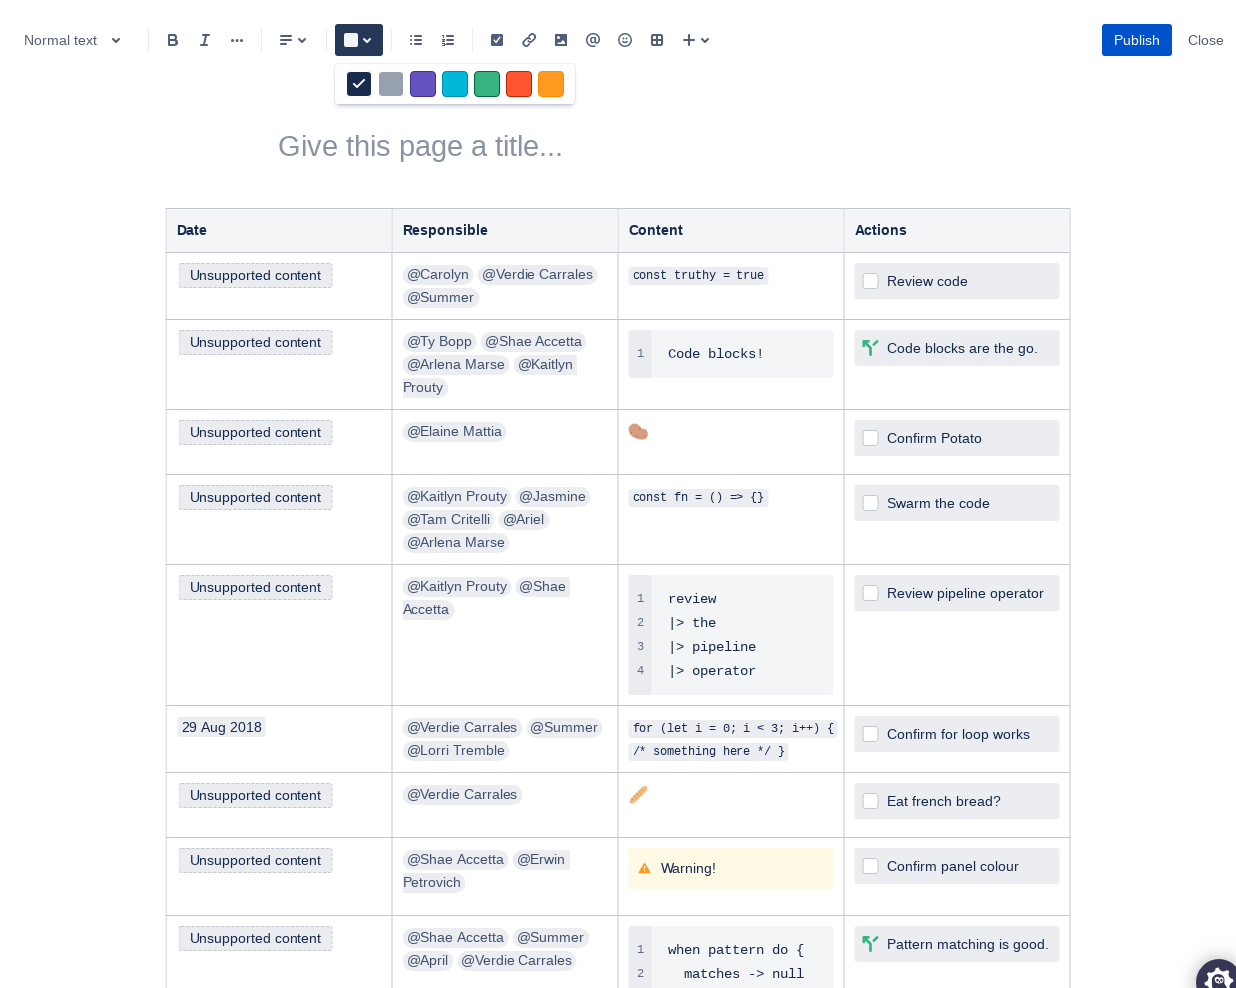 Normal text
Publish
Close
Give this page a title...
Date Responsible Content Actions
Unsupported content @Carolyn @Verdie Carrales const truthy = true Review code
@Summer
Unsupported content @Ty Bopp @Shae Accetta 1 Code blocks! Code blocks are the go.
@Arlena Marse @Kaitlyn
Prouty
Unsupported content @Elaine Mattia Confirm Potato
Unsupported content @Kaitlyn Prouty @Jasmine const fn = () => {} Swarm the code
@Tam Critelli @Ariel
@Arlena Marse
Unsupported content @Kaitlyn Prouty @Shae 1 review Review pipeline operator
Accetta 2 |> the
3 |> pipeline
4 |> operator
29 Aug 2018 @Verdie Carrales @Summer for (let i = 0; i < 3; i++) { Confirm for loop works
@Lorri Tremble /* something here */ }
Unsupported content @Verdie Carrales Eat french bread?
Unsupported content @Shae Accetta @Erwin Warning! Confirm panel colour
Petrovich
Unsupported content @Shae Accetta @Summer 1 when pattern do { Pattern matching is good.
@April @Verdie Carrales 2 matches -> null